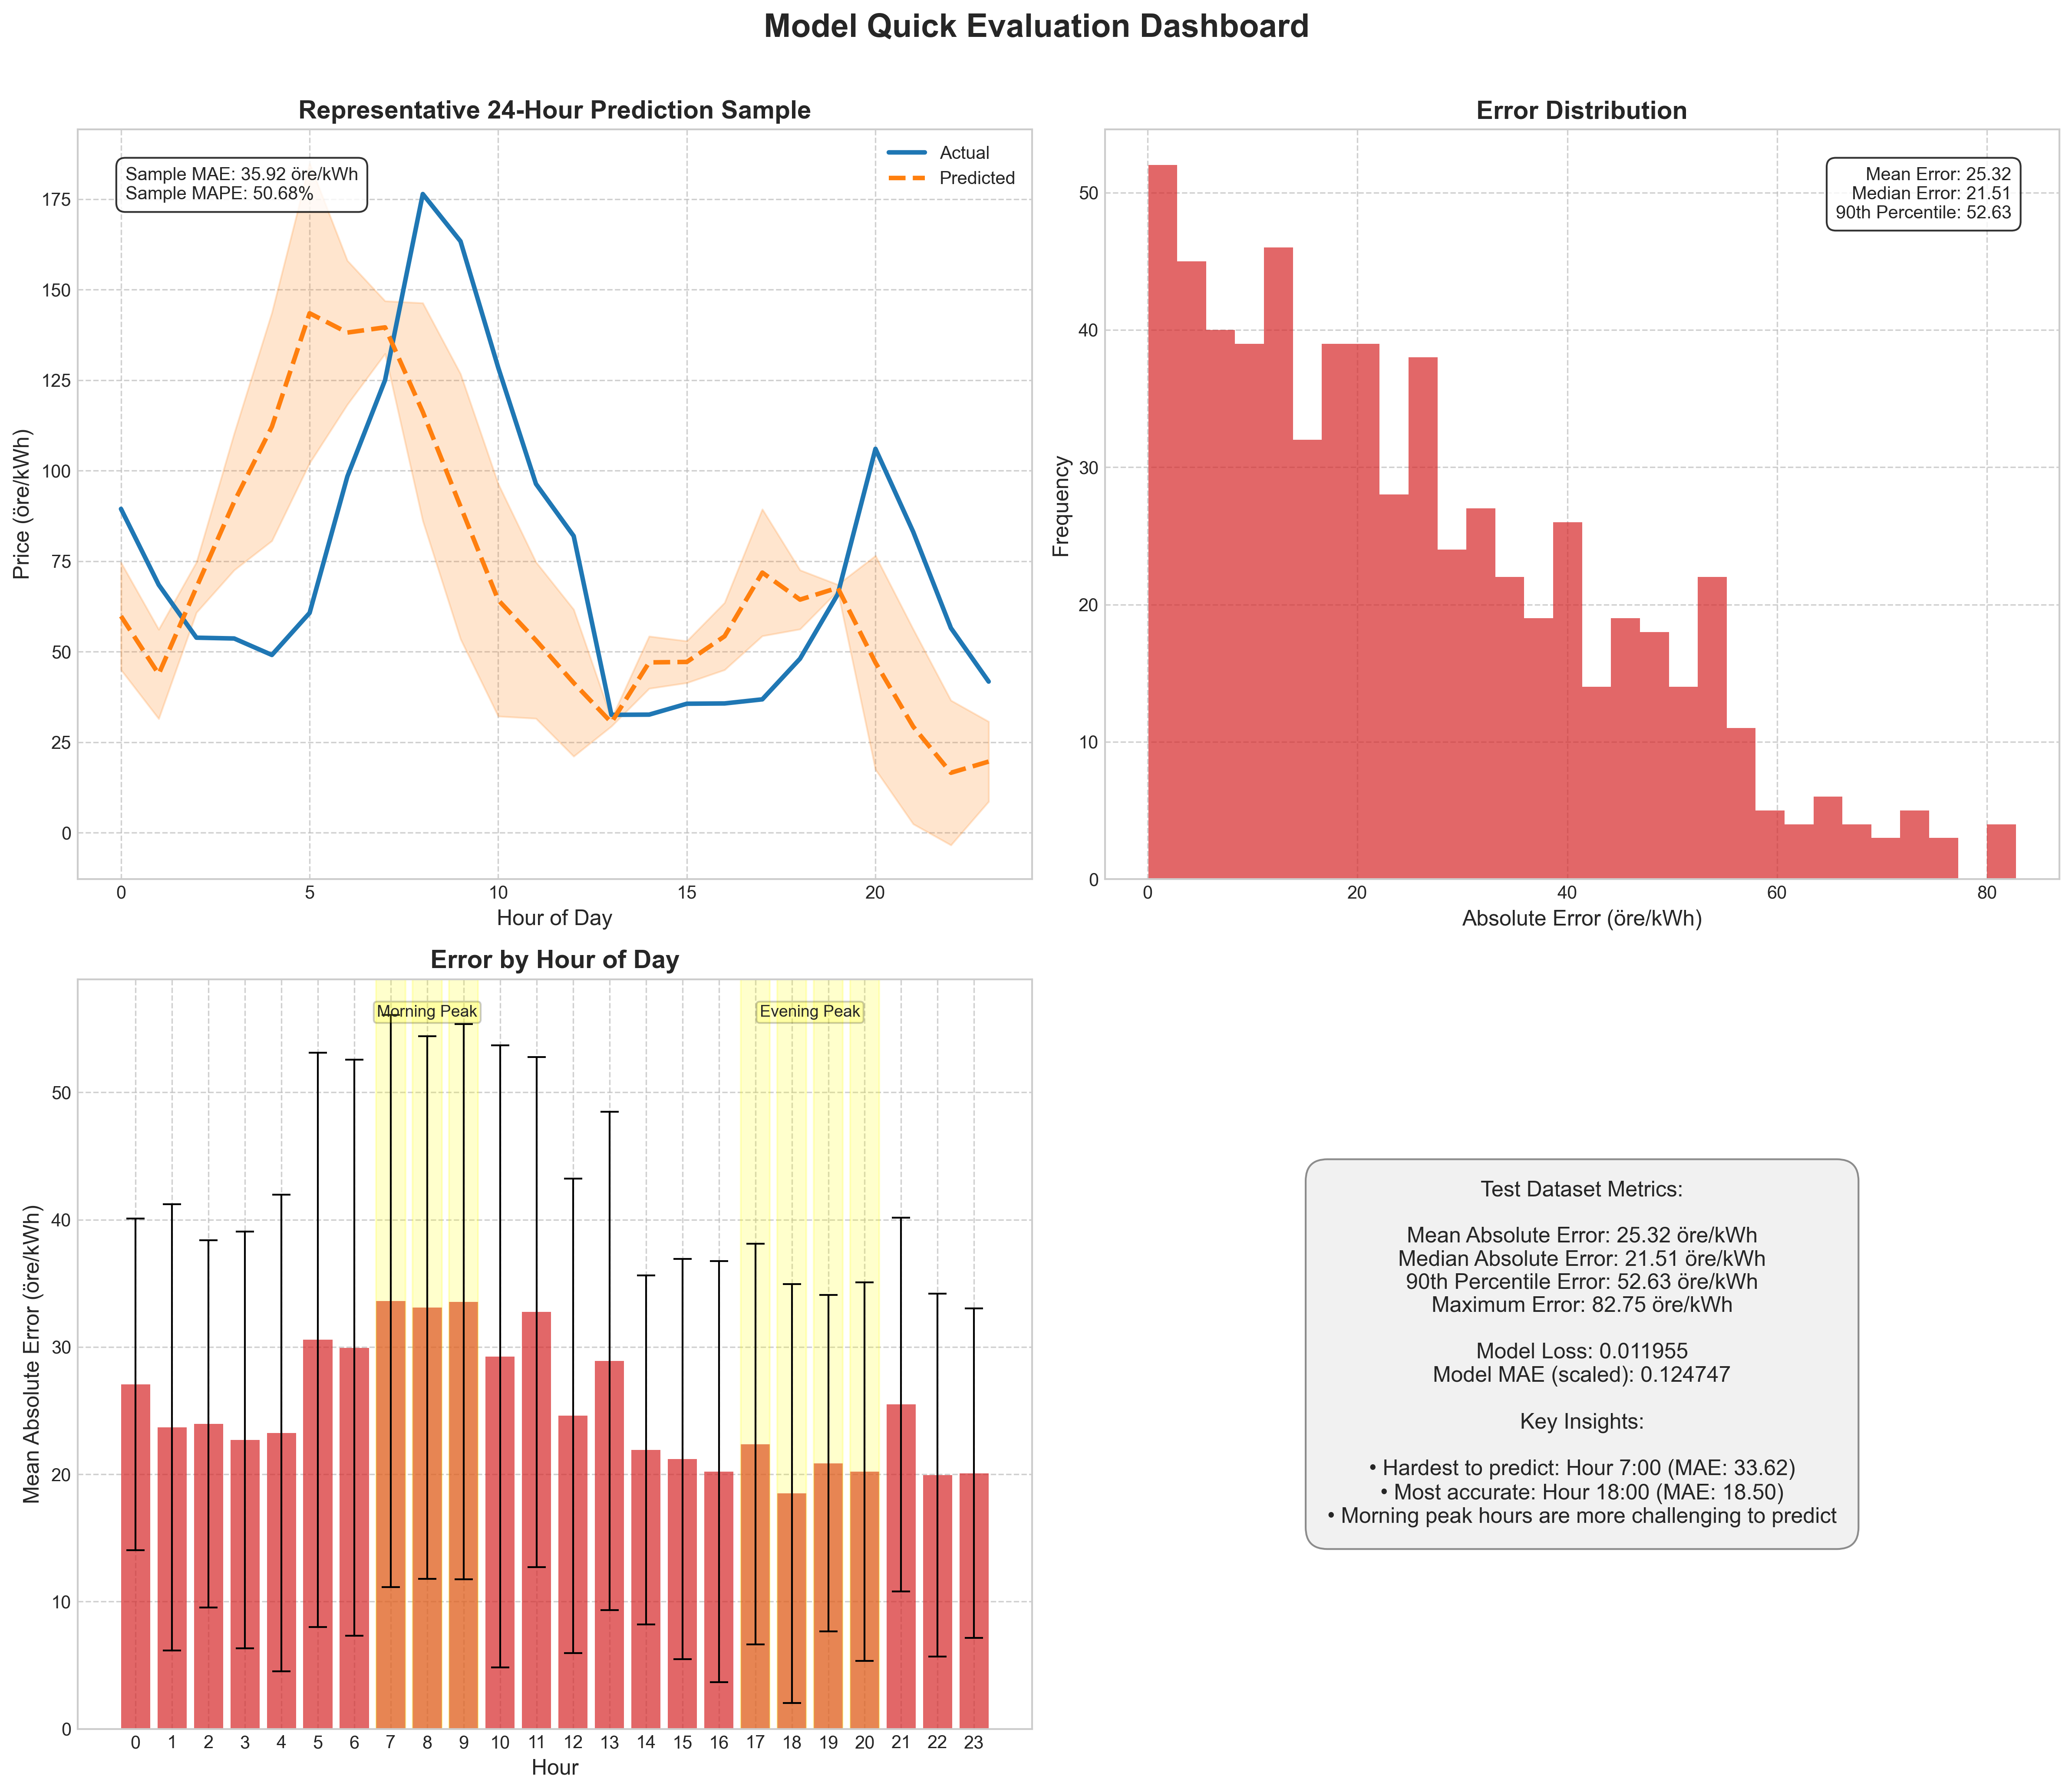 Model Quick Evaluation Dashboard
Representative 24-Hour Prediction Sample
Sample MAE: 35.92 öre/kWh
Sample MAPE: 50.68%
Actual
Predicted
Price (öre/kWh)
175
150
125
100
75
50
25
0
0 5 10 15 20
Hour of Day
Error Distribution
Mean Error: 25.32
Median Error: 21.51
90th Percentile: 52.63
Frequency
50
40
30
20
10
0
0 20 40 60 80
Absolute Error (öre/kWh)
Error by Hour of Day
Morning Peak
Evening Peak
Mean Absolute Error (öre/kWh)
50
40
30
20
10
0
0 1 2 3 4 5 6 7 8 9 10 11 12 13 14 15 16 17 18 19 20 21 22 23
Hour
Test Dataset Metrics:
Mean Absolute Error: 25.32 öre/kWh
Median Absolute Error: 21.51 öre/kWh
90th Percentile Error: 52.63 öre/kWh
Maximum Error: 82.75 öre/kWh
Model Loss: 0.011955
Model MAE (scaled): 0.124747
Key Insights:
• Hardest to predict: Hour 7:00 (MAE: 33.62)
• Most accurate: Hour 18:00 (MAE: 18.50)
• Morning peak hours are more challenging to predict